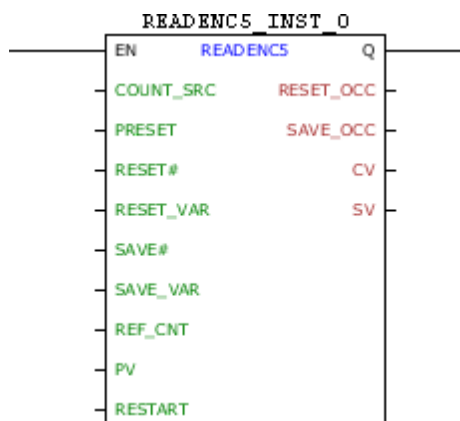 READENC5_INST_0
EN READENC5 Q
COUNT_SRC RESET_OCC
PRESET SAVE_OCC
RESET# CV
RESET_VAR SV
SAVE#
SAVE_VAR
REF_CNT
PV
RESTART